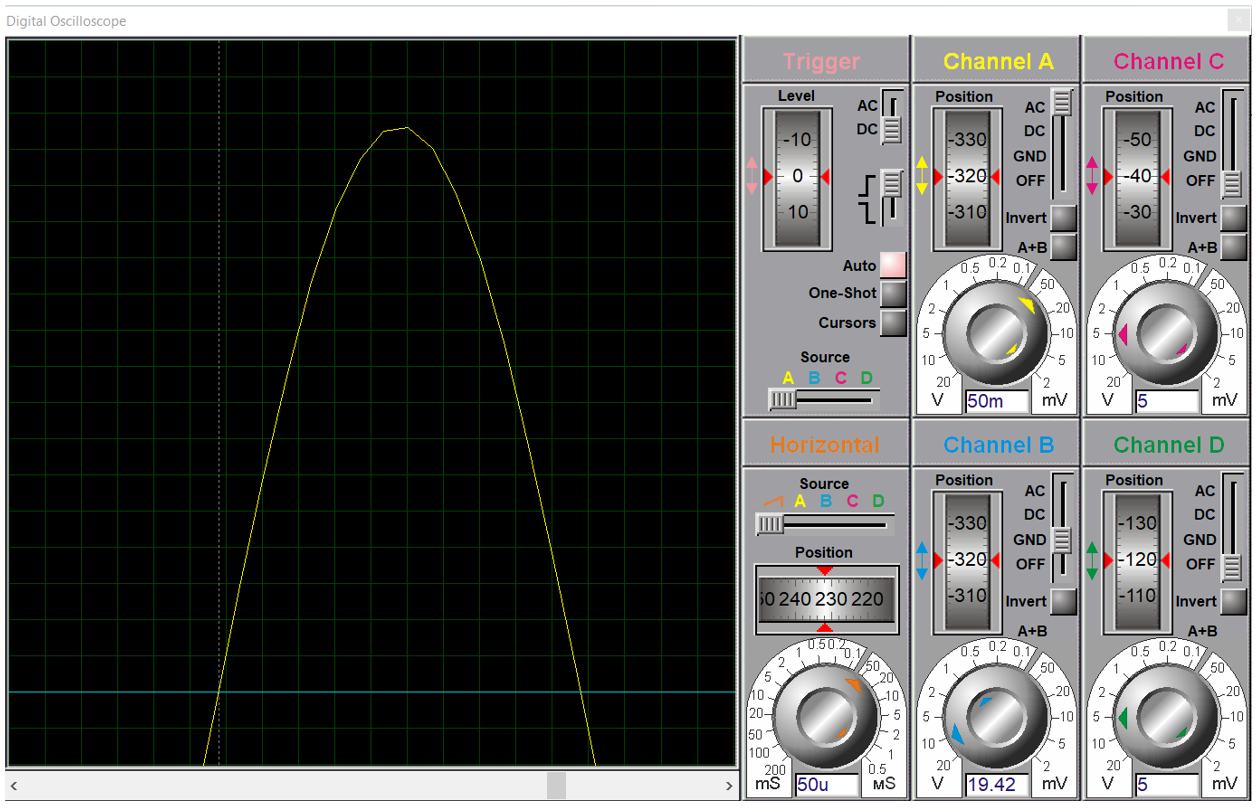 Digital Oscilloscope
Trigger
Level
AC
DC
-10
0
10
Auto
One-Shot
Cursors
Source
A B C D
Channel A
Position
AC
DC
GND
OFF
-330
-320
-310
Invert
A+B
20 10 5 2 1 0.5 0.2 0.1 50 20 10 5 2
V 50m mV
Channel C
Position
AC
DC
GND
OFF
-50
-40
-30
Invert
A+B
20 10 5 2 1 0.5 0.2 0.1 50 20 10 5 2
V 5 mV
Horizontal
Source
A B C D
Position
240 230 220
200 100 50 20 10 5 2 1 0.5 0.2 0.1 50 20 10 5 2 1 0.5
mS 50u мS
Channel B
Position
AC
DC
GND
OFF
-330
-320
-310
Invert
A+B
20 10 5 2 1 0.5 0.2 0.1 50 20 10 5 2
V 19.42 mV
Channel D
Position
AC
DC
GND
OFF
-130
-120
-110
Invert
A+B
20 10 5 2 1 0.5 0.2 0.1 50 20 10 5 2
V 5 mV